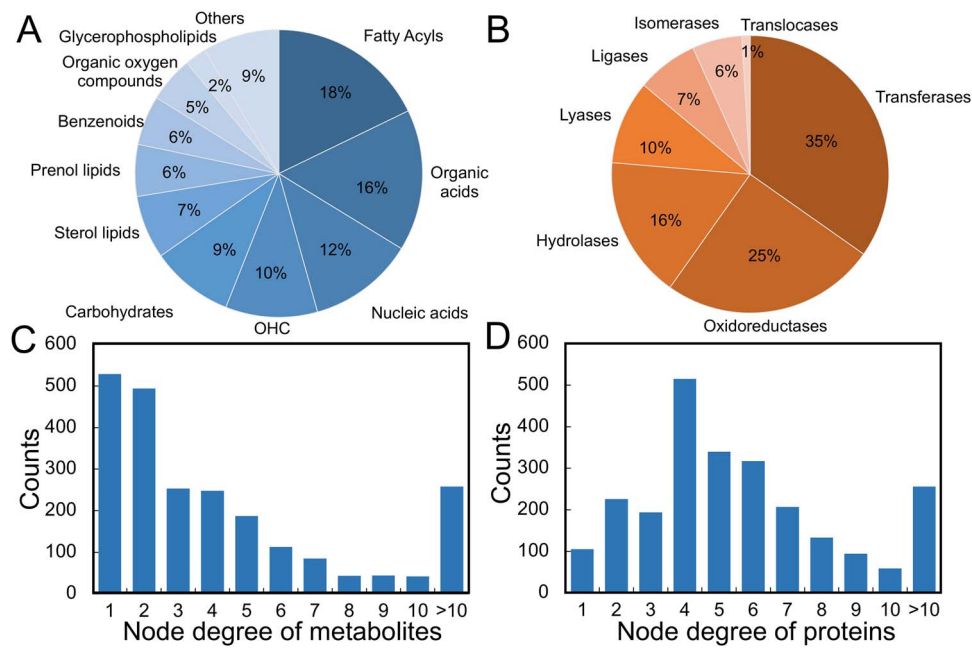 A
Others
Glycerophospholipids
Organic oxygen
compounds
Benzenoids
Prenol lipids
Sterol lipids
Carbohydrates
OHC
Nucleic acids
Organic
acids
Fatty Acyls
18%
16%
12%
10%
9%
7%
6%
6%
5%
2%
9%
B
Isomerases
Translocases
Ligases
Lyases
Hydrolases
Oxidoreductases
Transferases
35%
25%
16%
10%
7%
6%
1%
C
600
500
400
300
200
100
0
Counts
1 2 3 4 5 6 7 8 9 10 >10
Node degree of metabolites
D
600
500
400
300
200
100
0
Counts
1 2 3 4 5 6 7 8 9 10 >10
Node degree of proteins